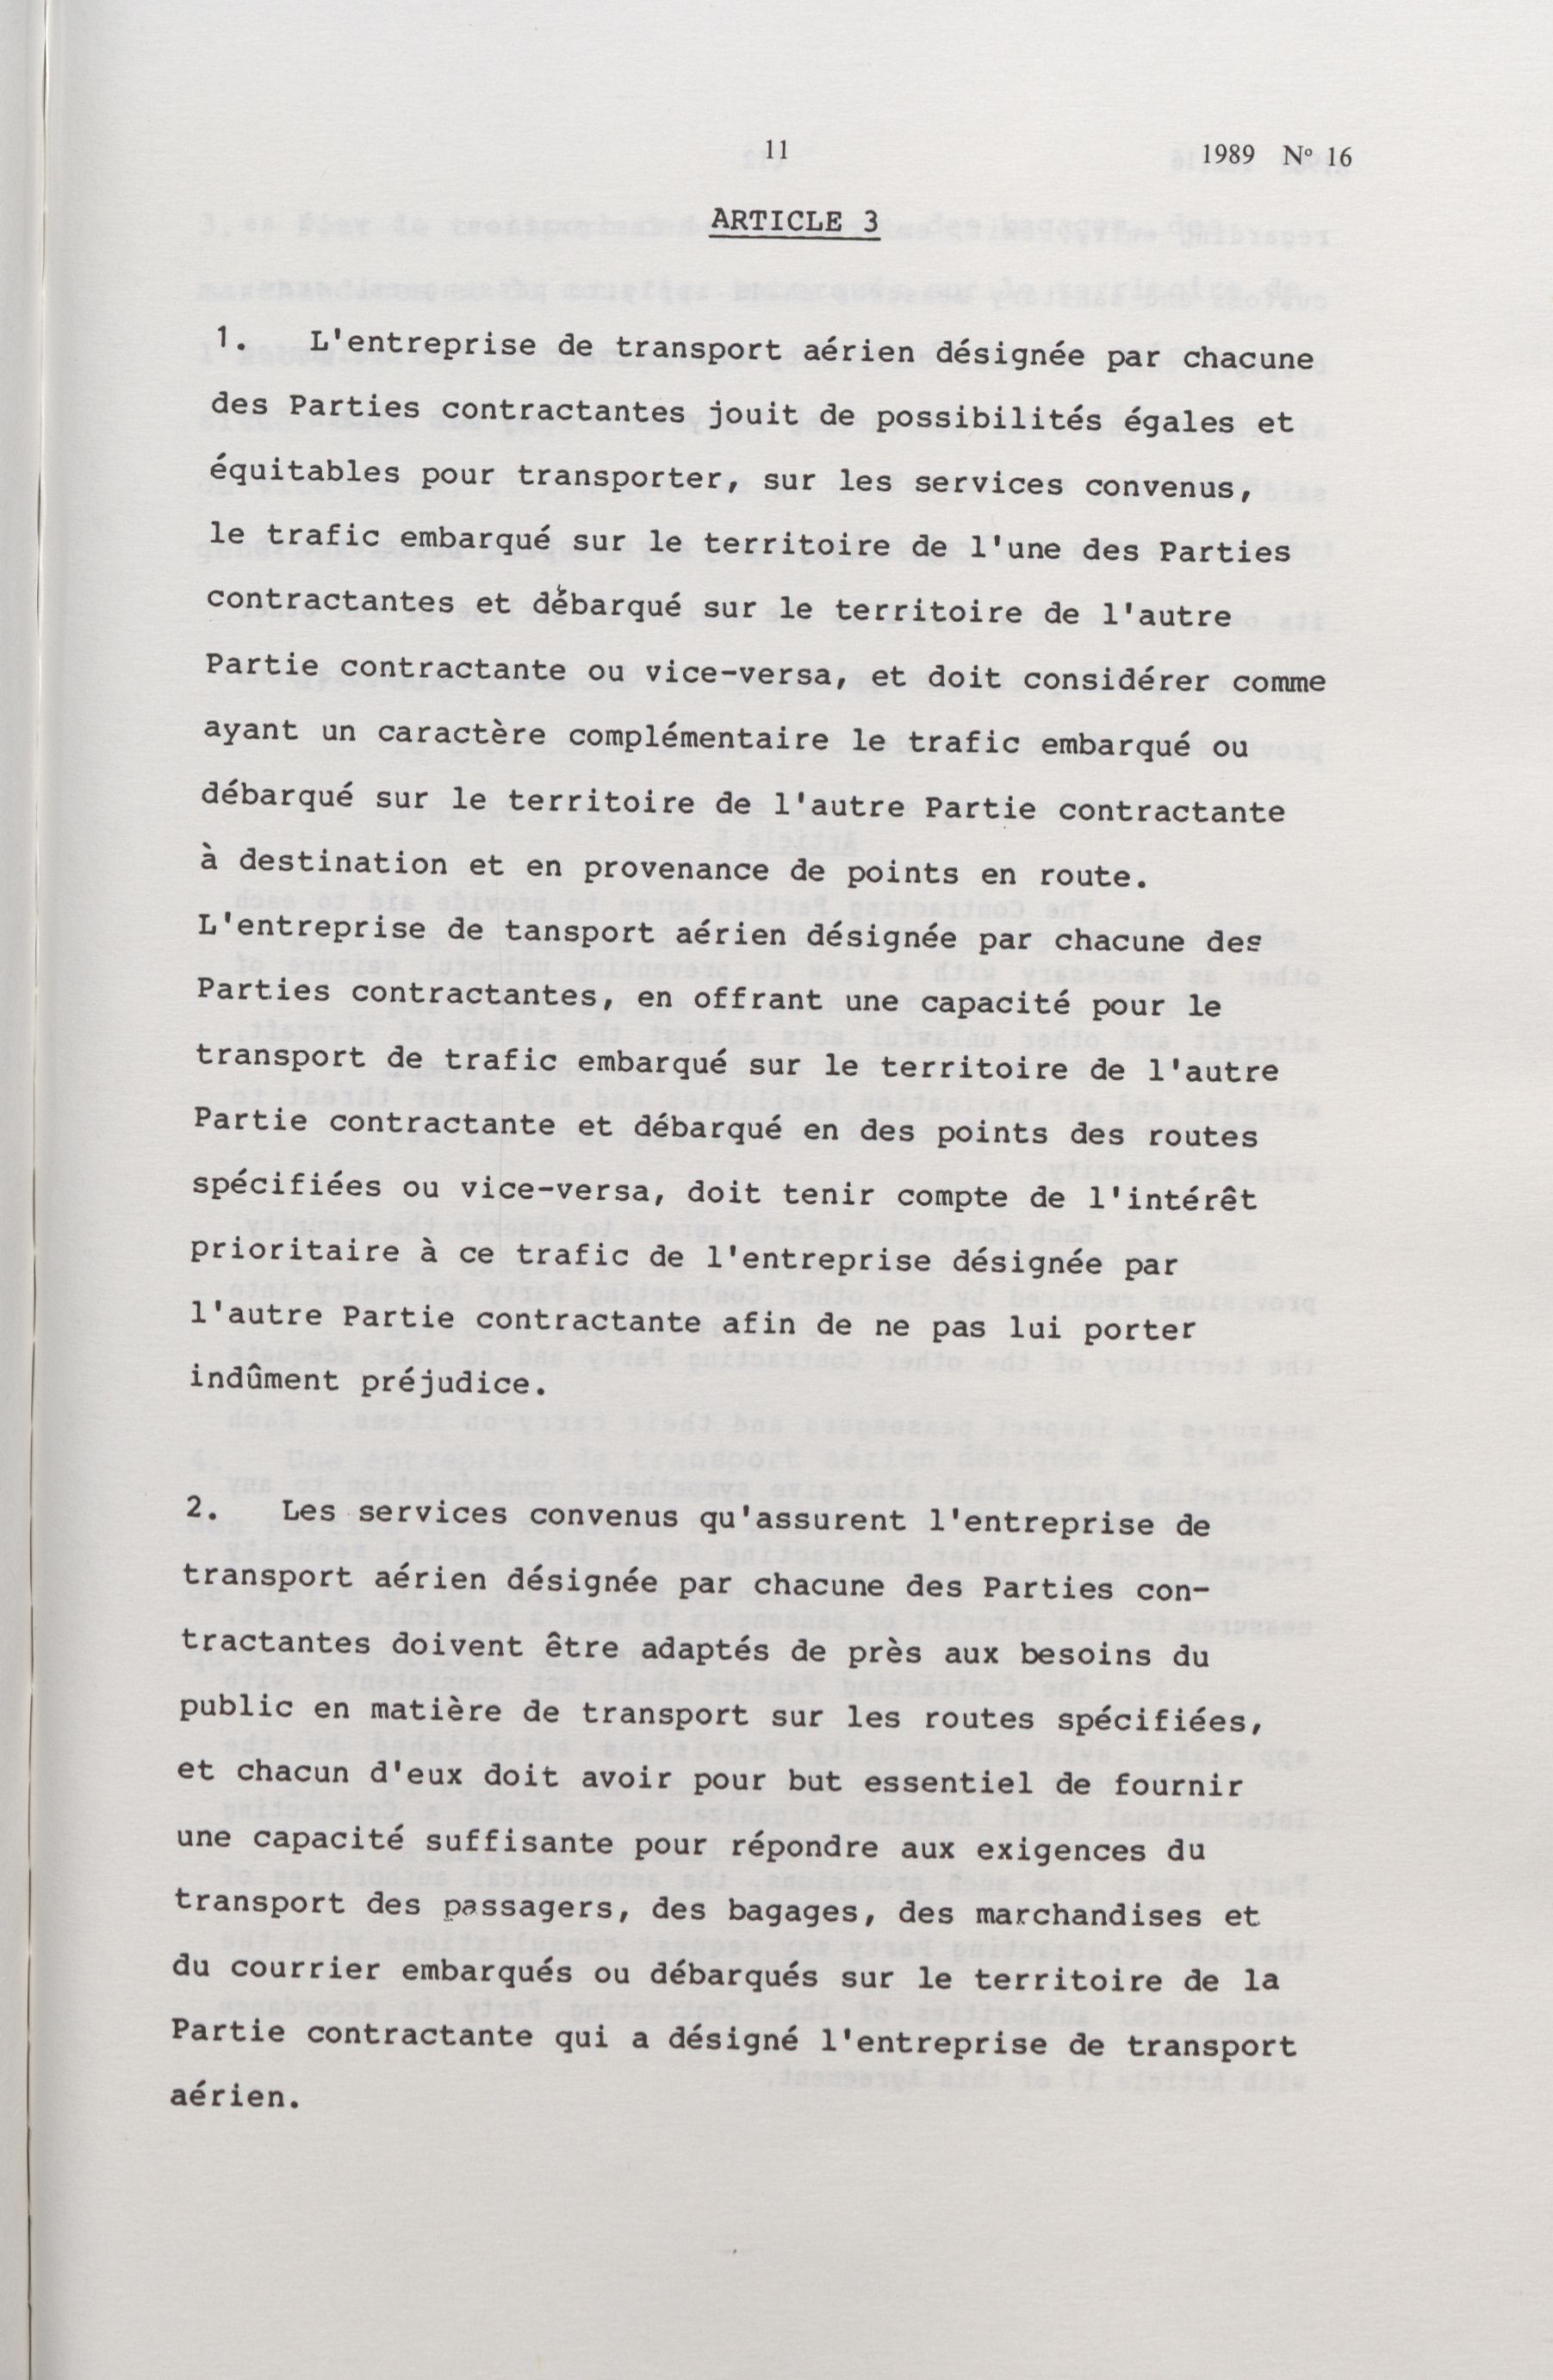 11
1989 Nº 16
ARTICLE 3
1. L'entreprise de transport aérien désignée par chacune
des Parties contractantes jouit de possibilités égales et
équitables pour transporter, sur les services convenus,
le trafic embarqué sur le territoire de l'une des Parties
contractantes et débarqué sur le territoire de l'autre
Partie contractante ou vice-versa, et doit considérer comme
ayant un caractère complémentaire le trafic embarqué ou
débarqué sur le territoire de l'autre Partie contractante
à destination et en provenance de points en route.
L'entreprise de tansport aérien désignée par chacune des
Parties contractantes, en offrant une capacité pour le
transport de trafic embarqué sur le territoire de l'autre
Partie contractante et débarqué en des points des routes
spécifiées ou vice-versa, doit tenir compte de l'intérêt
prioritaire à ce trafic de l'entreprise désignée par
l'autre Partie contractante afin de ne pas lui porter
indûment préjudice.
2. Les services convenus qu'assurent l'entreprise de
transport aérien désignée par chacune des Parties con-
tractantes doivent être adaptés de près aux besoins du
public en matière de transport sur les routes spécifiées,
et chacun d'eux doit avoir pour but essentiel de fournir
une capacité suffisante pour répondre aux exigences du
transport des passagers, des bagages, des marchandises et
du courrier embarqués ou débarqués sur le territoire de la
Partie contractante qui a désigné l'entreprise de transport
aérien.